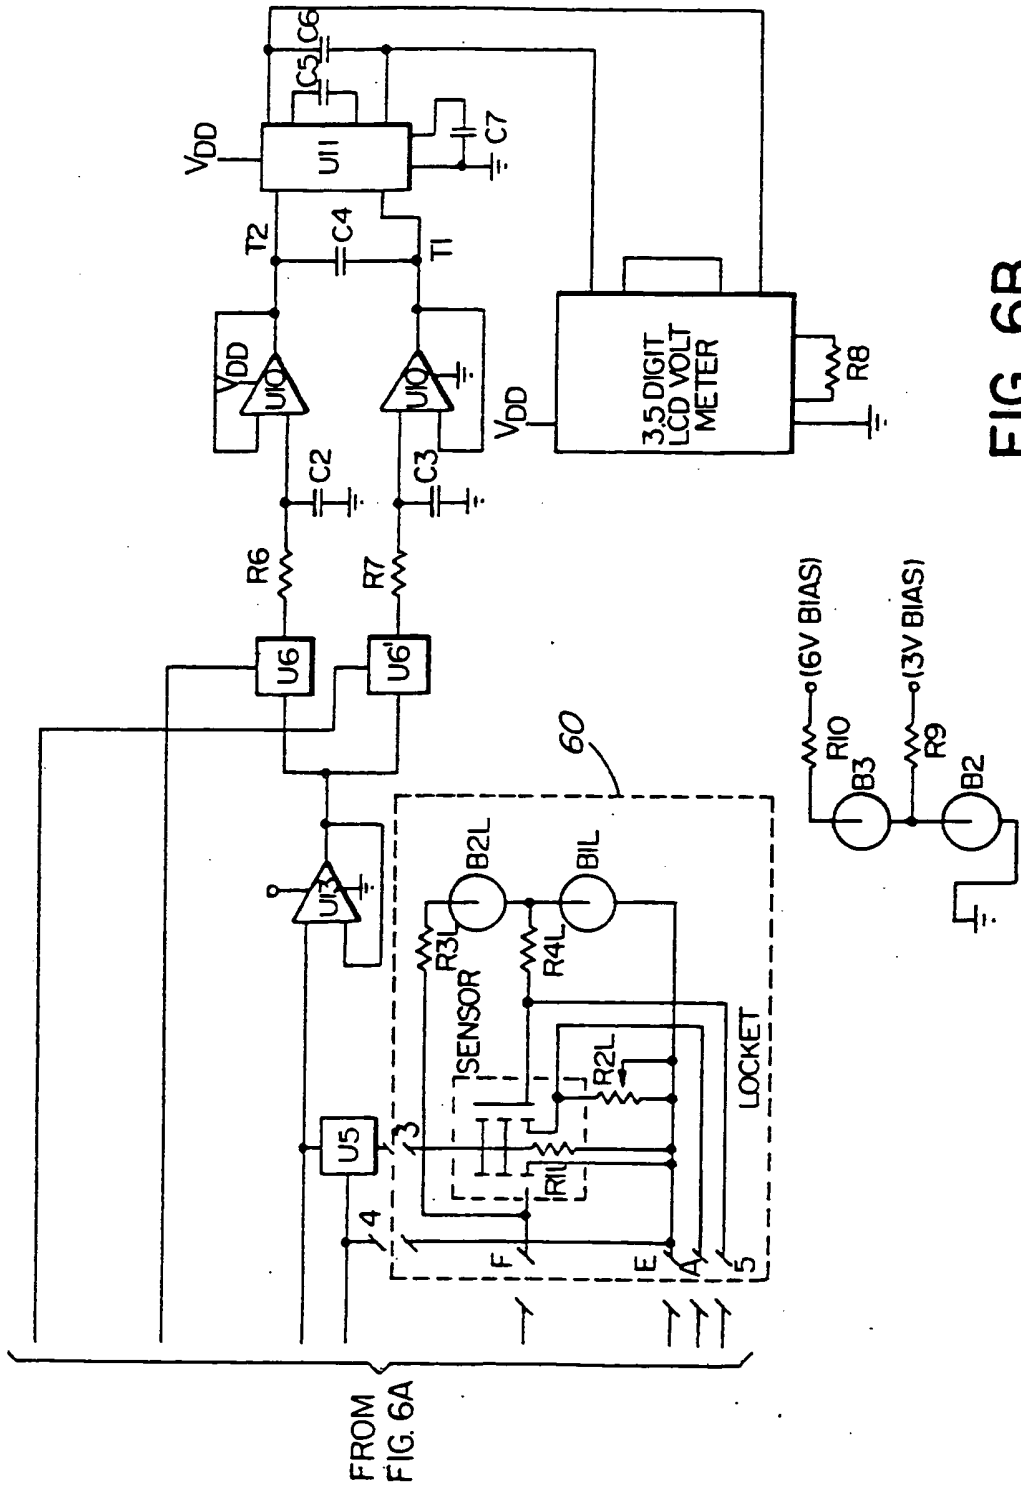 FROM
FIG. 6A
VDD
C5
C6
U11
C7
T2
C4
T1
VDD
U10
U10
VDD
3.5 DIGIT
LCD VOLT
METER
R8
C2
C3
R6
R7
U6
U6'
U13
60
U5
3
4
SENSOR
R3L
B2L
R4L
B1L
R1L
R2L
F
E
A
5
LOCKET
(6V BIAS)
R10
B3
(3V BIAS)
R9
B2
FIG. 6B